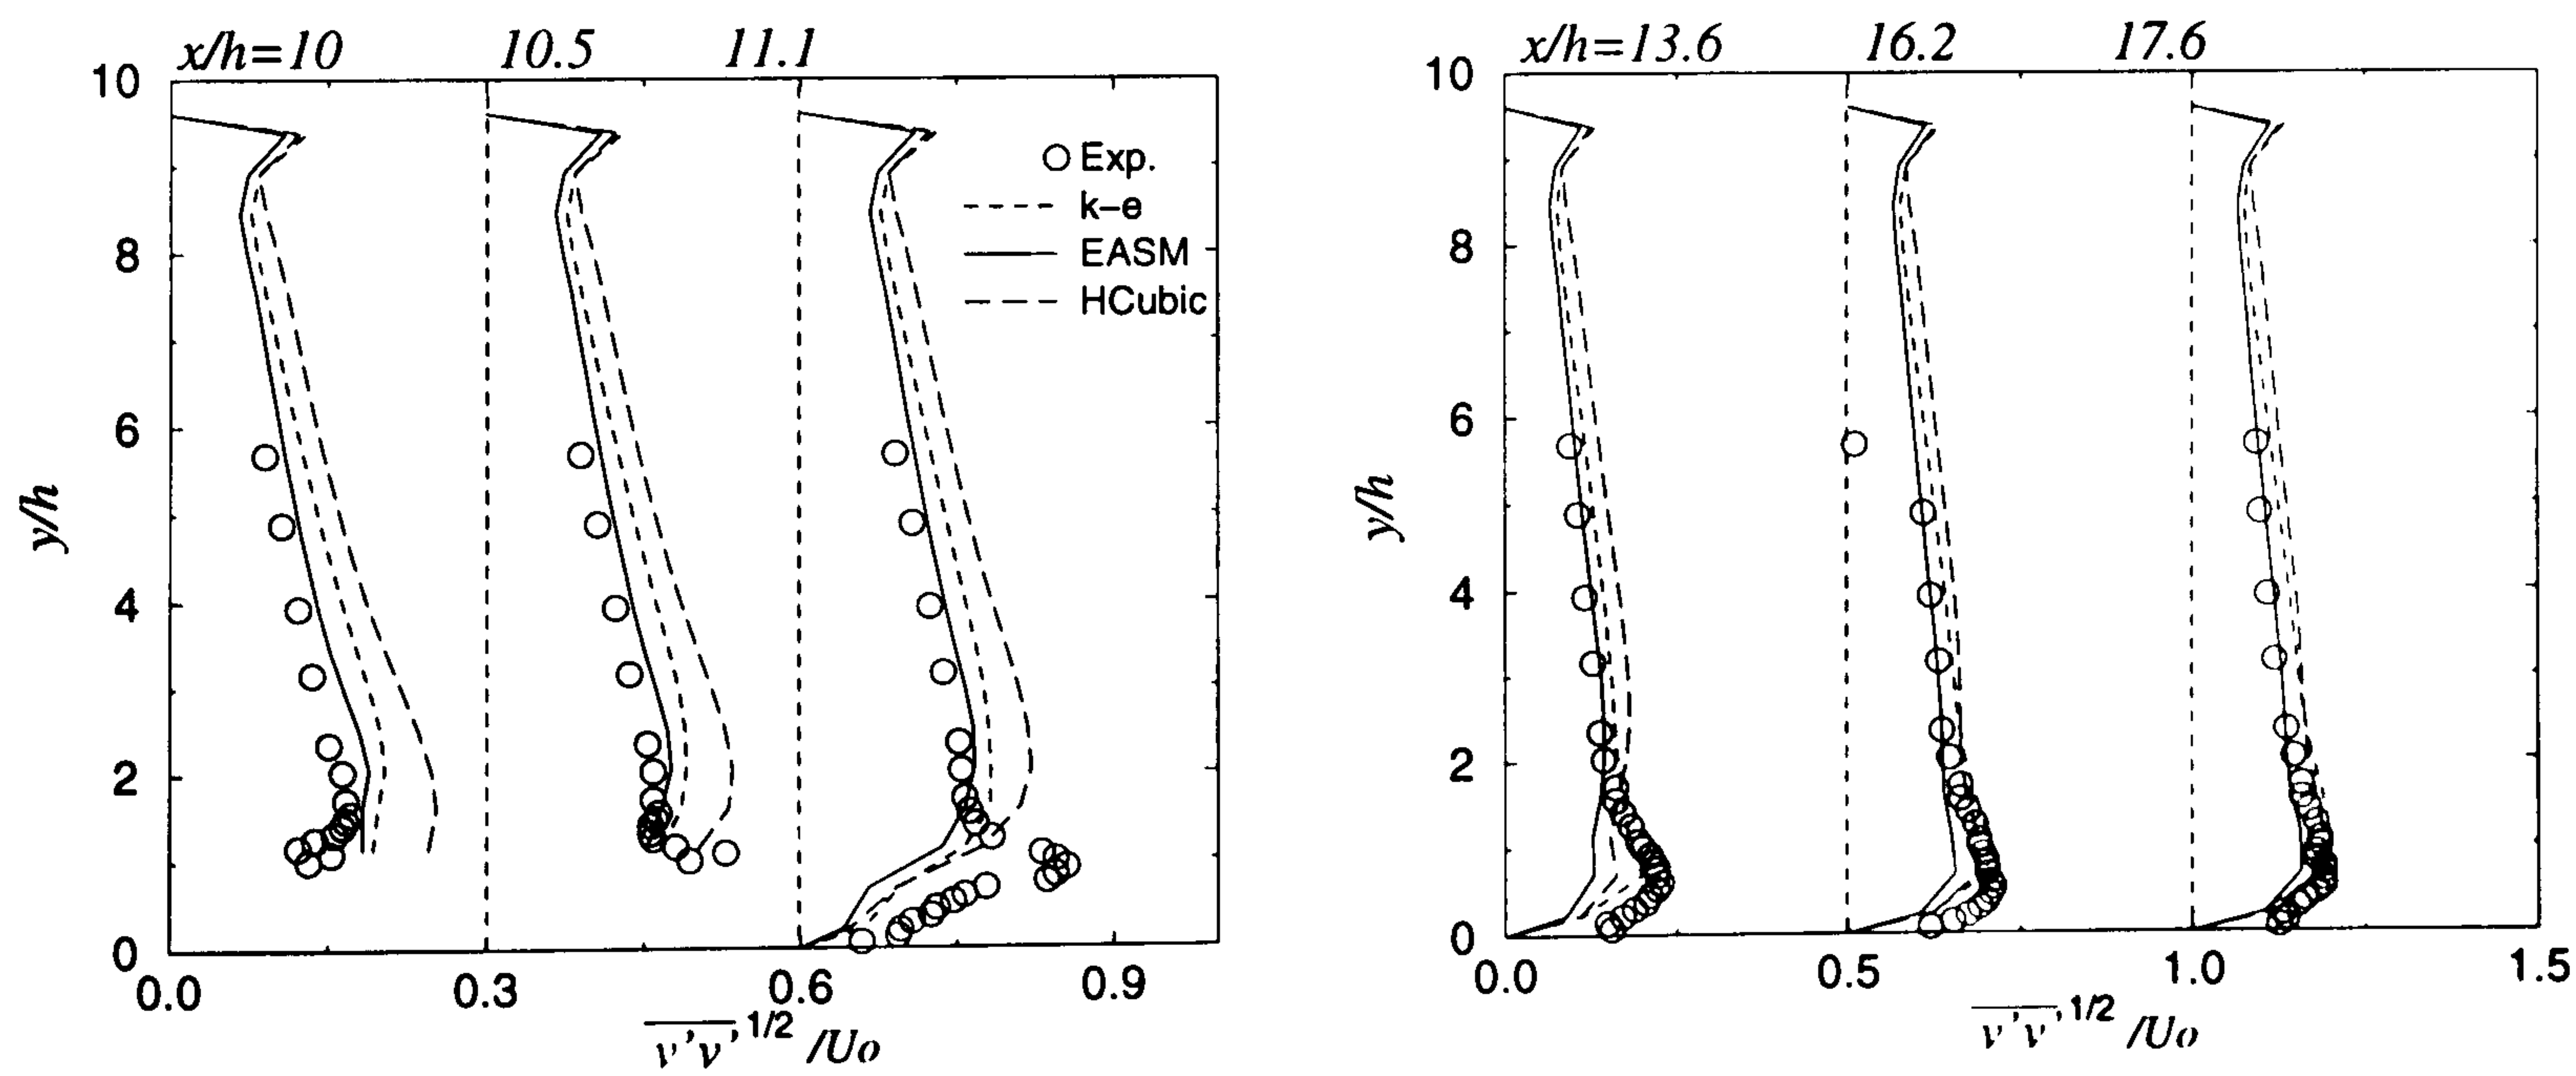 x/h=10 10.5 11.1
10
8
6
4
2
0
y/h
○ Exp.
k-e
EASM
HCubic
0.0 0.3 0.6 0.9
v'v' 1/2 /Uo
x/h=13.6 16.2 17.6
10
8
6
4
2
0
y/h
0.0 0.5 1.0 1.5
v'v' 1/2 /Uo